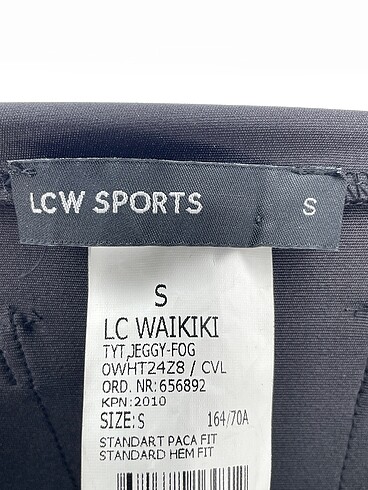 LCW SPORTS S
S
LC WAIKIKI
TYT,JEGGY-FOG
OWHT24Z8 / CVL
ORD. NR:656892
KPN:2010
SIZE:S 164/70A
STANDART PACA FIT
STANDARD HEM FIT